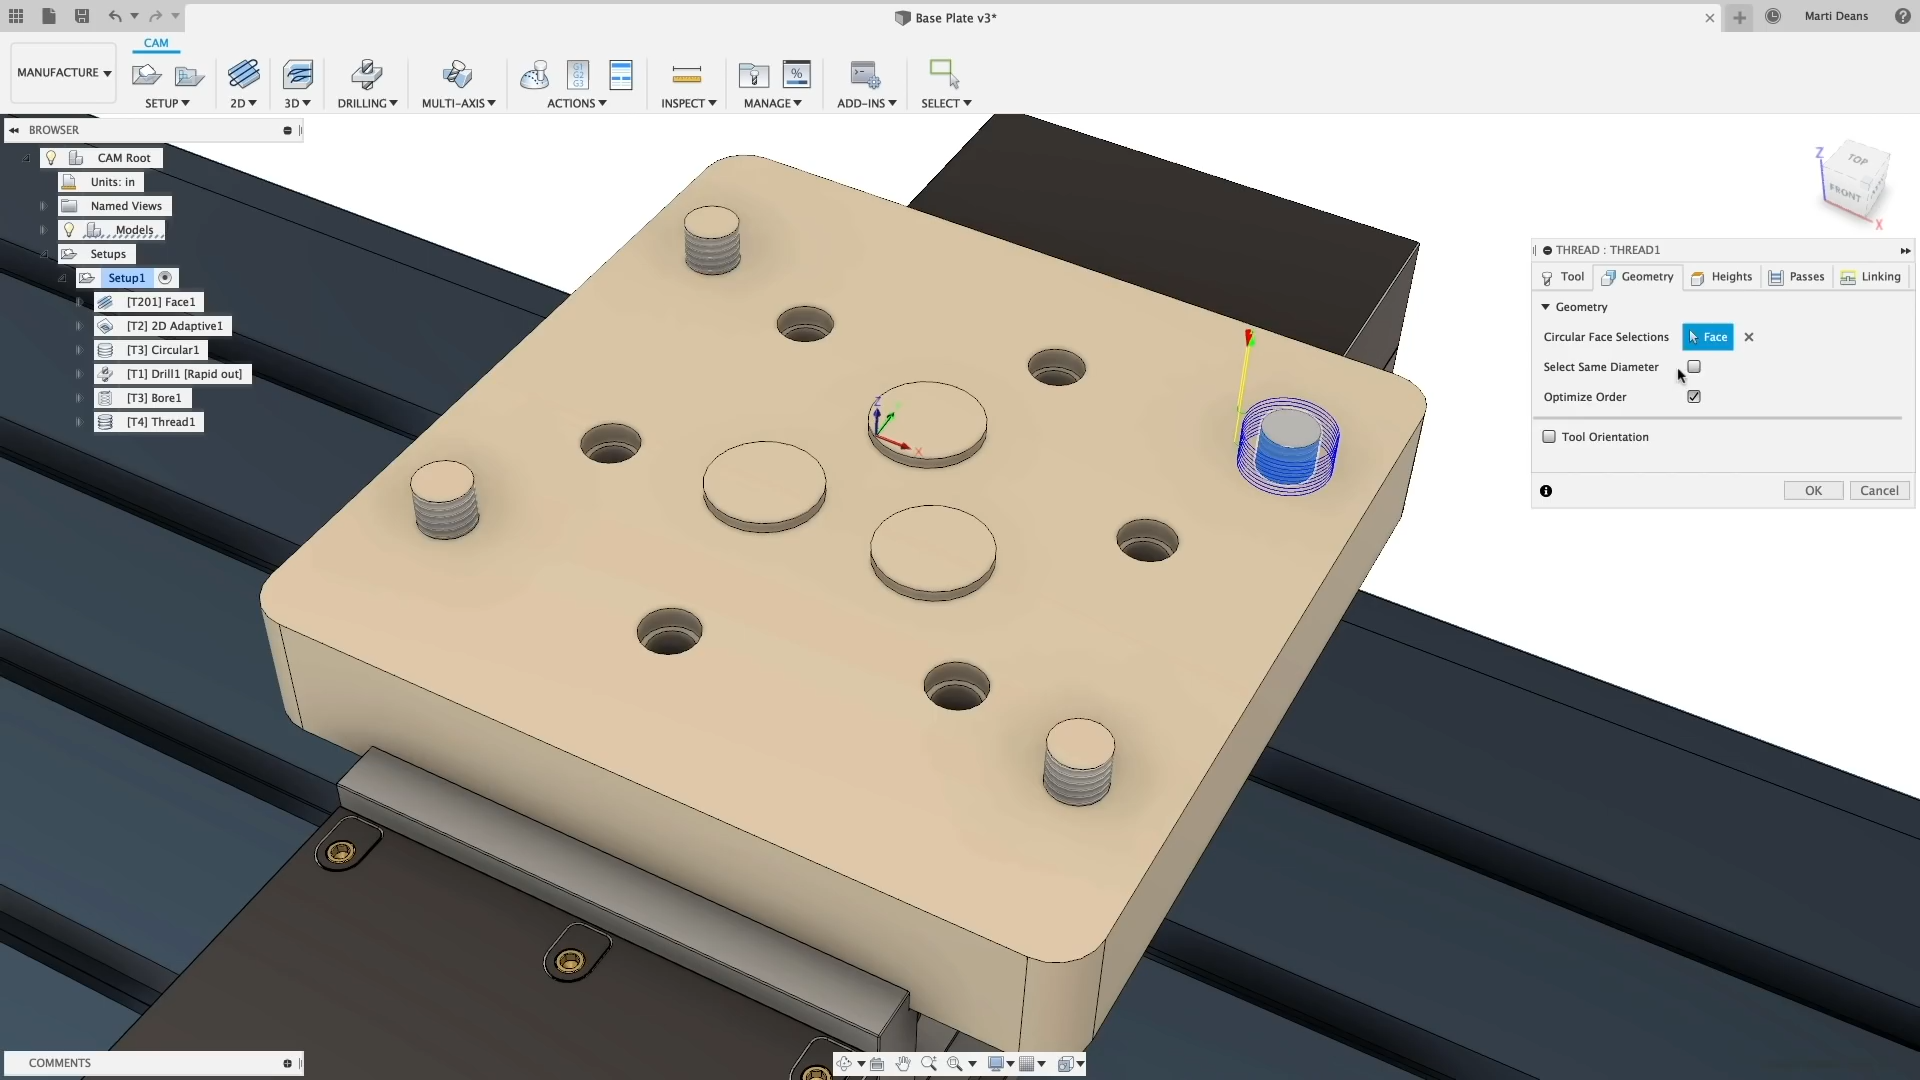 Base Plate v3*
Marti Deans
MANUFACTURE
CAM
SETUP
2D
3D
DRILLING
MULTI-AXIS
G1
G2
G3
ACTIONS
INSPECT
%
MANAGE
ADD-INS
SELECT
BROWSER
CAM Root
Units: in
Named Views
Models
Setups
Setup1
[T201] Face1
[T2] 2D Adaptive1
[T3] Circular1
[T1] Drill1 [Rapid out]
[T3] Bore1
[T4] Thread1
Z
X
Z
TOP
FRONT
X
THREAD : THREAD1
Tool
Geometry
Heights
Passes
Linking
Geometry
Circular Face Selections
Face
Select Same Diameter
Optimize Order
Tool Orientation
OK
Cancel
COMMENTS